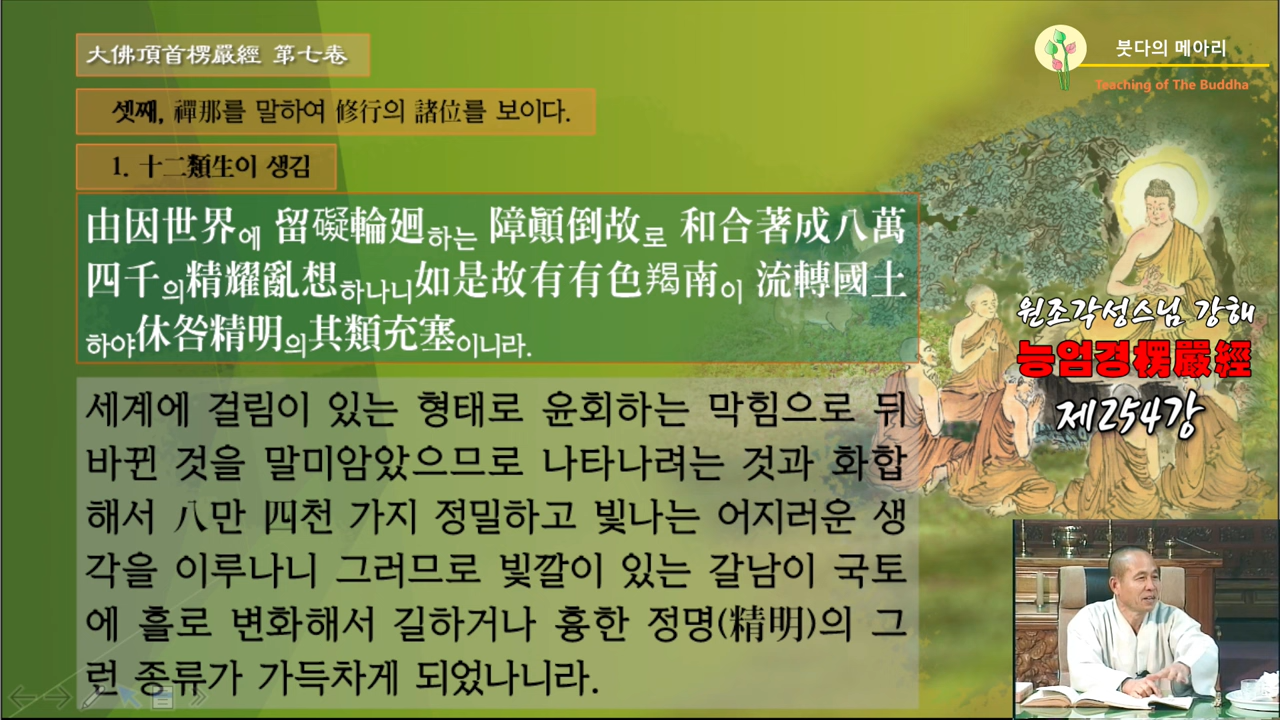 大佛頂首楞嚴經 第七卷
붓다의 메아리
Teaching of The Buddha
셋째, 禪那를 말하여 修行의 諸位를 보이다.
1. 十二類生이 생김
由因世界에 留礙輪廻하는 障顚倒故로 和合著成八萬
四千의精耀亂想하나니如是故有有色羯南이 流轉國土
하야休咎精明의其類充塞이니라.
세계에 걸림이 있는 형태로 윤회하는 막힘으로 뒤
바뀐 것을 말미암았으므로 나타나려는 것과 화합
해서 八만 四천 가지 정밀하고 빛나는 어지러운 생
각을 이루나니 그러므로 빛깔이 있는 갈남이 국토
에 흘로 변화해서 길하거나 흉한 정명(精明)의 그
런 종류가 가득차게 되었나니라.
원조각성스님 강해
능엄경楞嚴經
제254강